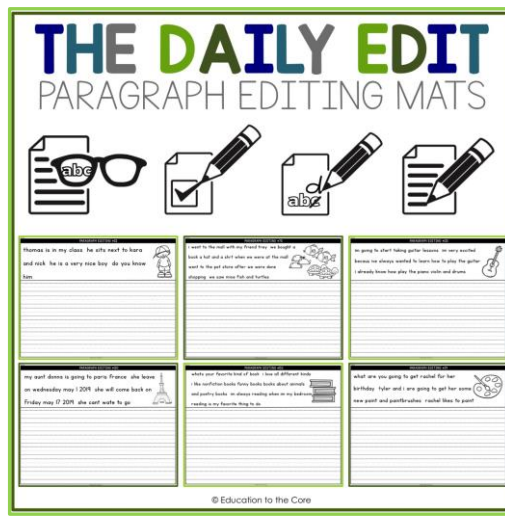 THE DAILY EDIT
PARAGRAPH EDITING MATS
abc
d
abc
thomas is in my class he sits next to kara
and nick he is a very nice boy do you know
him
i went to the mall with my friend trey we bought a
book a hat and a shirt when we were at the mall
went to the pet store after we were done
shopping we saw mice fish and turtles
im going to start taking guitar lessons im very excited
because ive always wanted to learn how to play the guitar
i already know how play the piano violin and drums
my aunt donna is going to paris france she leave
on wednesday may 1 2019 she will come back on
friday may 17 2019 she cant wate to go
whats your favorite kind of book i love all different kinds
i like nonfiction books funny books books about animals
and poetry books im always reading when im my bedroom
reading is my favorite thing to do
what are you going to get rachel for her
birthday tyler and i are going to get her some
new paint and paintbrushes rachel likes to paint
© Education to the Core